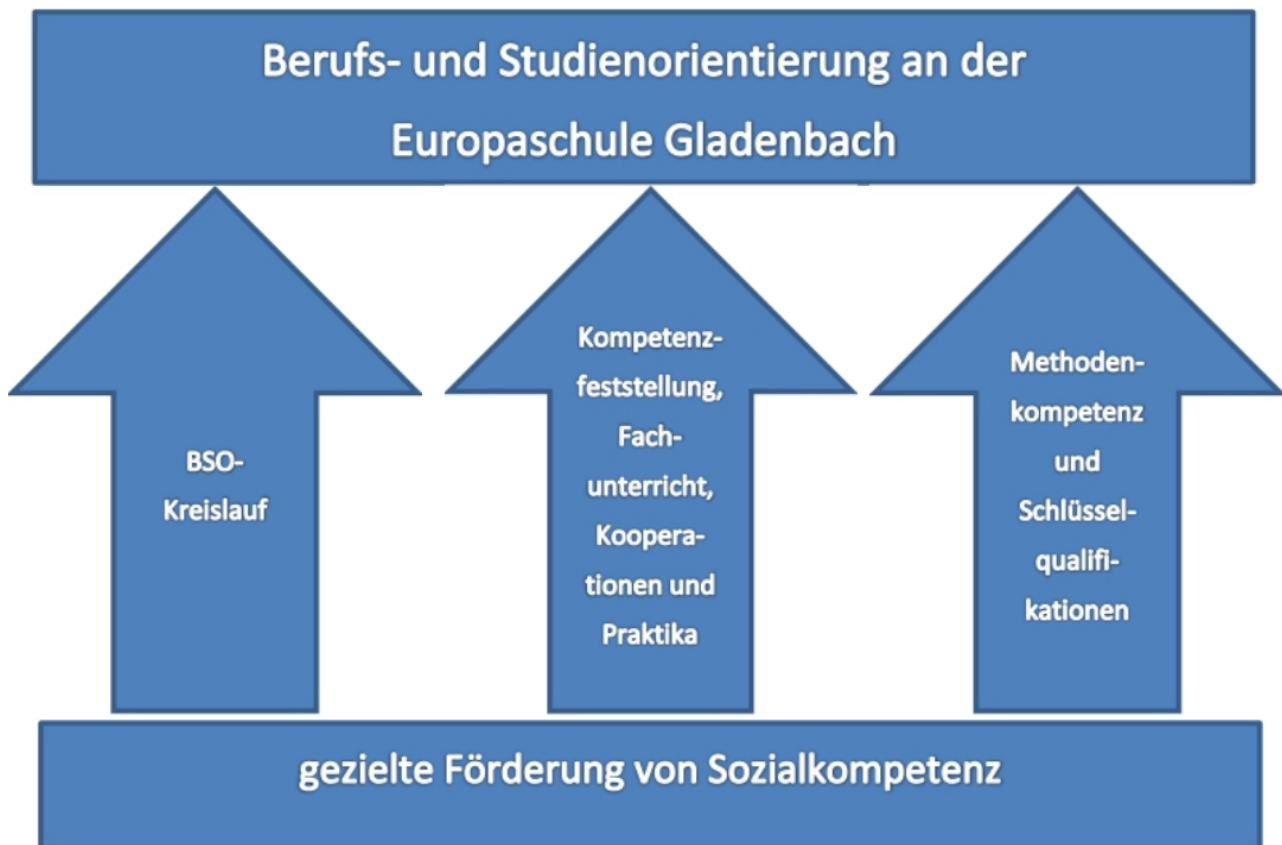 Berufs- und Studienorientierung an der
Europaschule Gladenbach
BSO-
Kreislauf
Kompetenz-
feststellung,
Fach-
unterricht,
Koopera-
tionen und
Praktika
Methoden-
kompetenz
und
Schlüssel-
qualifi-
kationen
gezielte Förderung von Sozialkompetenz